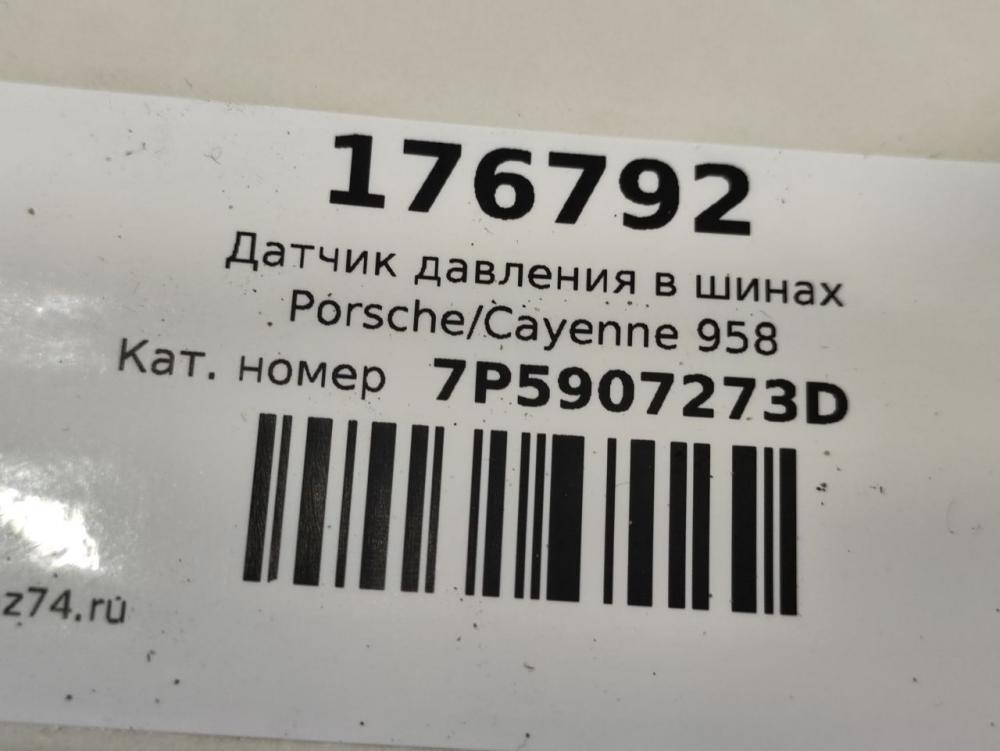 176792
Датчик давления в шинах
Porsche/Cayenne 958
Кат. номер 7P5907273D
z74.ru